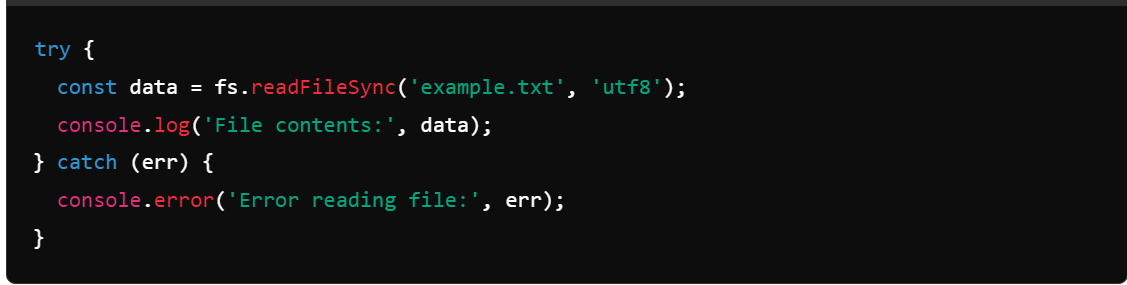 try {
  const data = fs.readFileSync('example.txt', 'utf8');
  console.log('File contents:', data);
} catch (err) {
  console.error('Error reading file:', err);
}